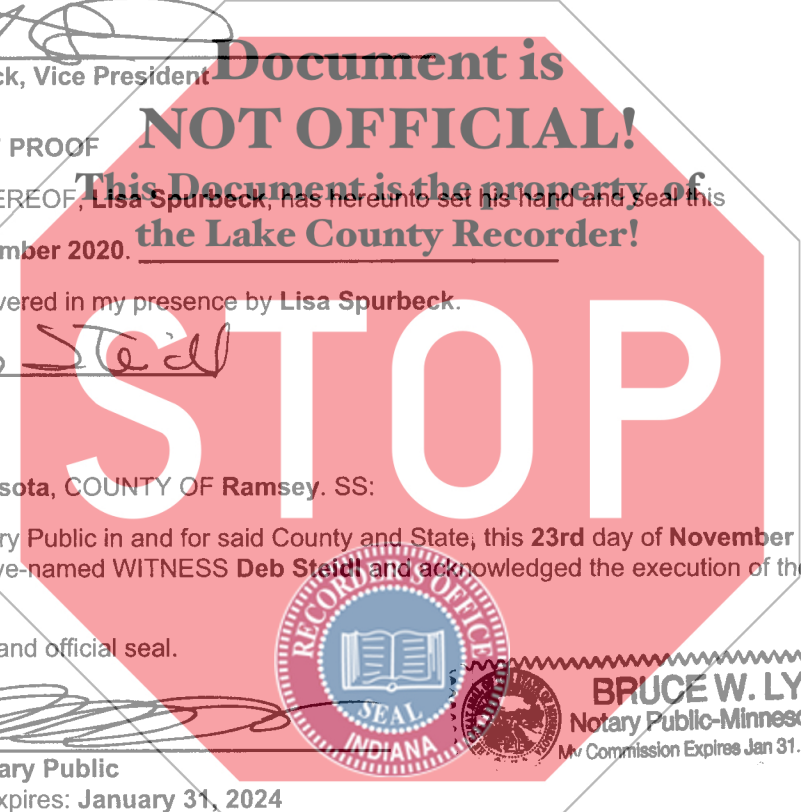 ck, Vice President
Document is
NOT OFFICIAL!
PROOF
This Document is the property of
EREOF, Lisa Spurbeck, has hereunto set his hand and seal this
the Lake County Recorder!
mber 2020.
vered in my presence by Lisa Spurbeck.
Steidl
STOP
sota, COUNTY OF Ramsey. SS:
ry Public in and for said County and State, this 23rd day of November
ve-named WITNESS Deb Steidl and acknowledged the execution of the
RECORDER'S OFFICE
and official seal.
SEAL
INDIANA
BRUCE W. LY
Notary Public-Minneso
My Commission Expires Jan 31,
ary Public
xpires: January 31, 2024